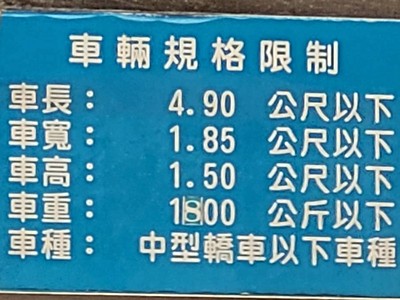 車輛規格限制
車長： 4.90 公尺以下
車寬： 1.85 公尺以下
車高： 1.50 公尺以下
車重： 1800 公斤以下
車種： 中型轎車以下車種